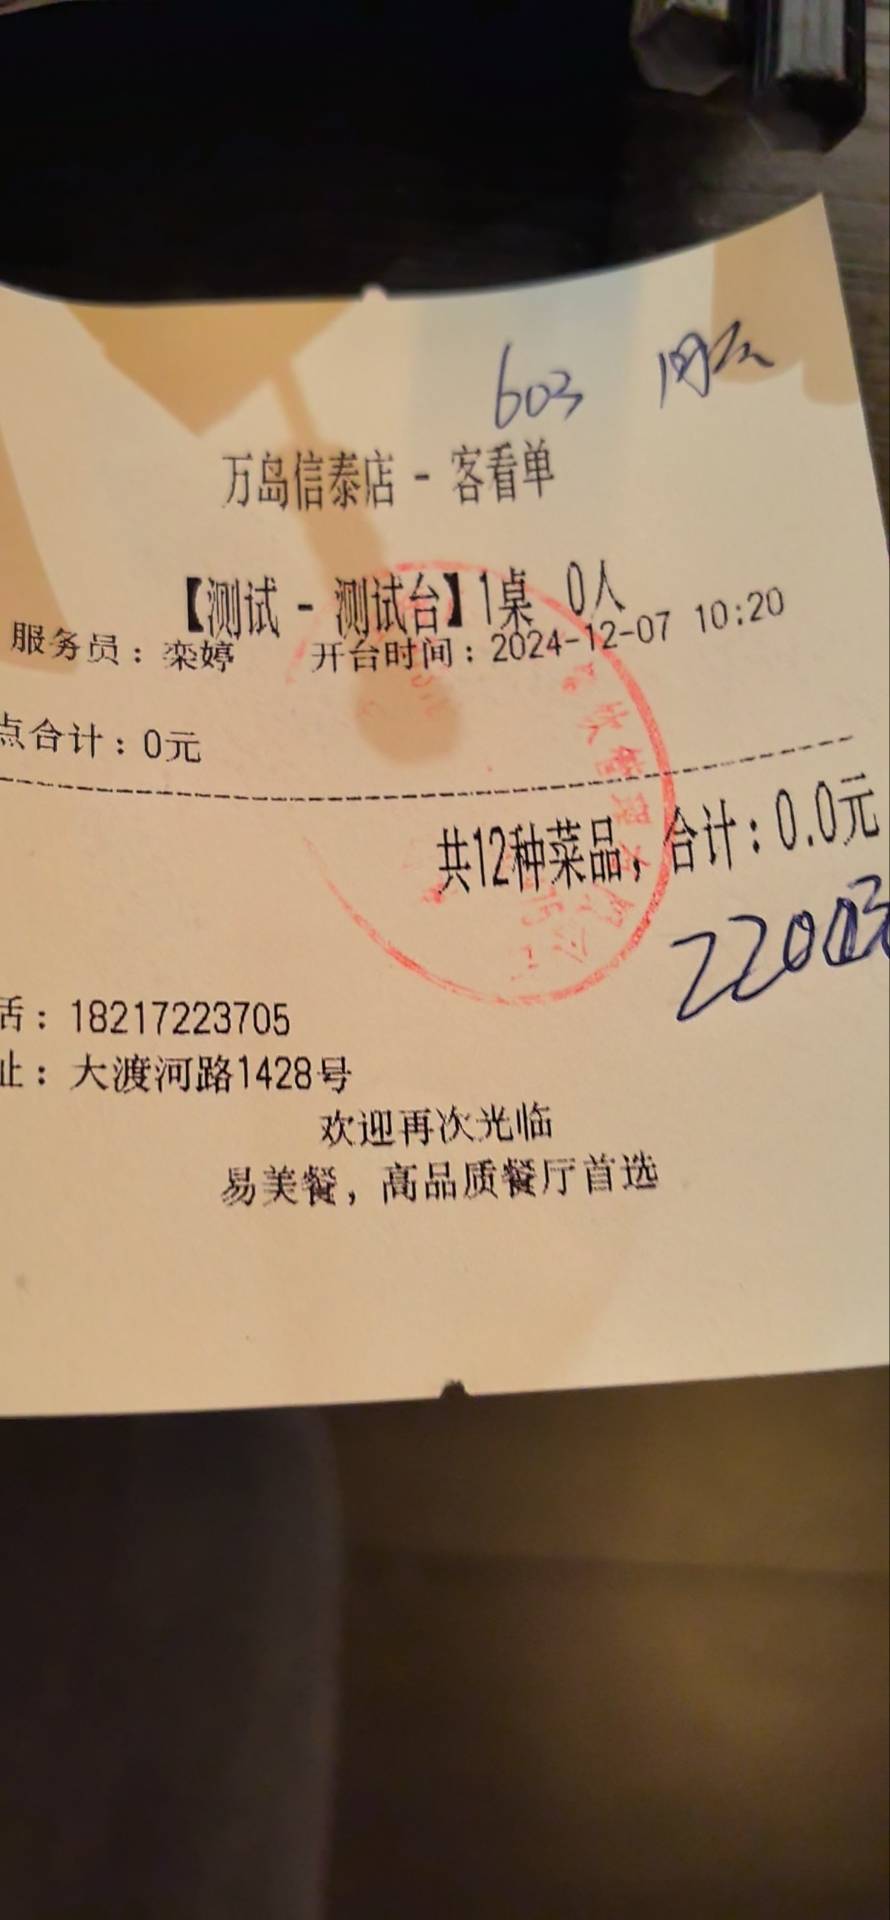 603
万岛信泰店 - 客看单
【测试 - 测试台】1桌 0人
服务员：栾婷 开台时间：2024-12-07 10:20
点合计：0元
共12种菜品，合计：0.0元
话：18217223705
址：大渡河路1428号
欢迎再次光临
易美餐，高品质餐厅首选